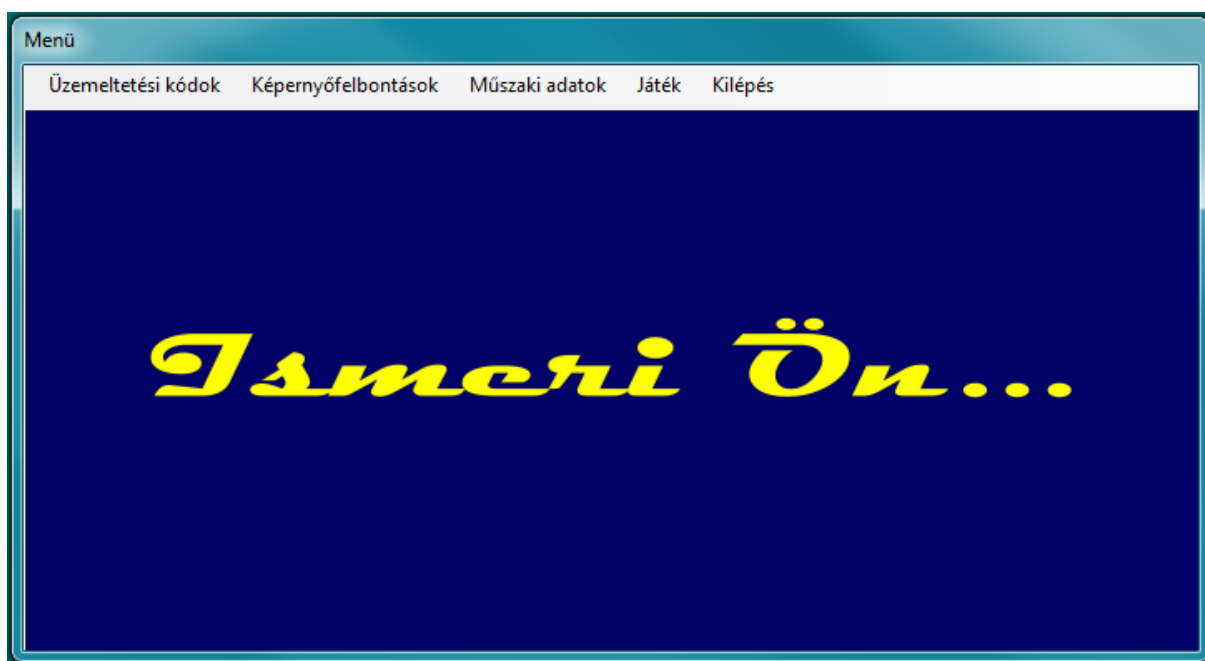 Menü
Üzemeltetési kódok Képernyőfelbontások Műszaki adatok Játék Kilépés
Ismeri Ön...